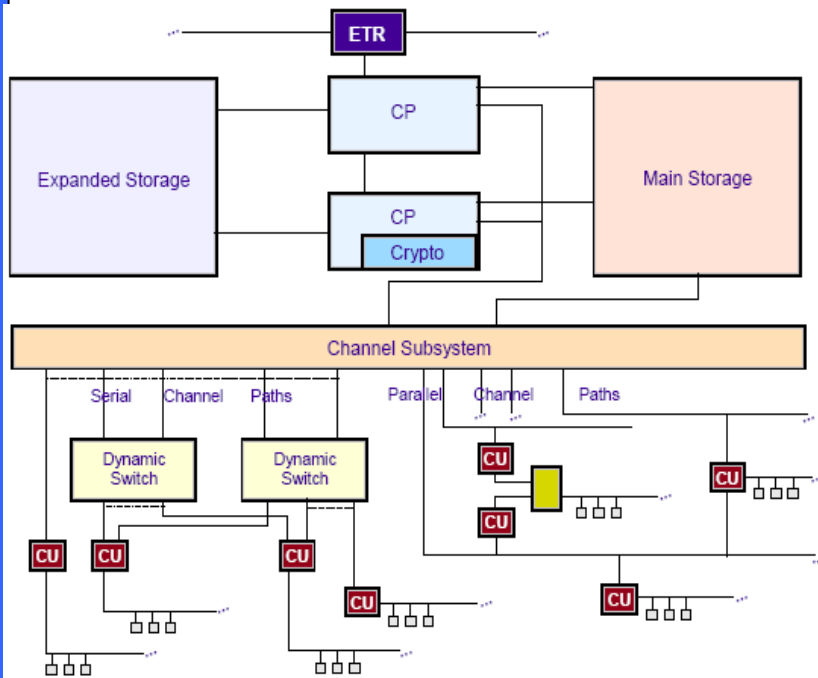 ETR
CP
Expanded Storage
Main Storage
CP
Crypto
Channel Subsystem
Serial Channel Paths
Parallel Channel Paths
Dynamic
Switch
Dynamic
Switch
CU
CU
CU
CU
CU
CU
CU
CU